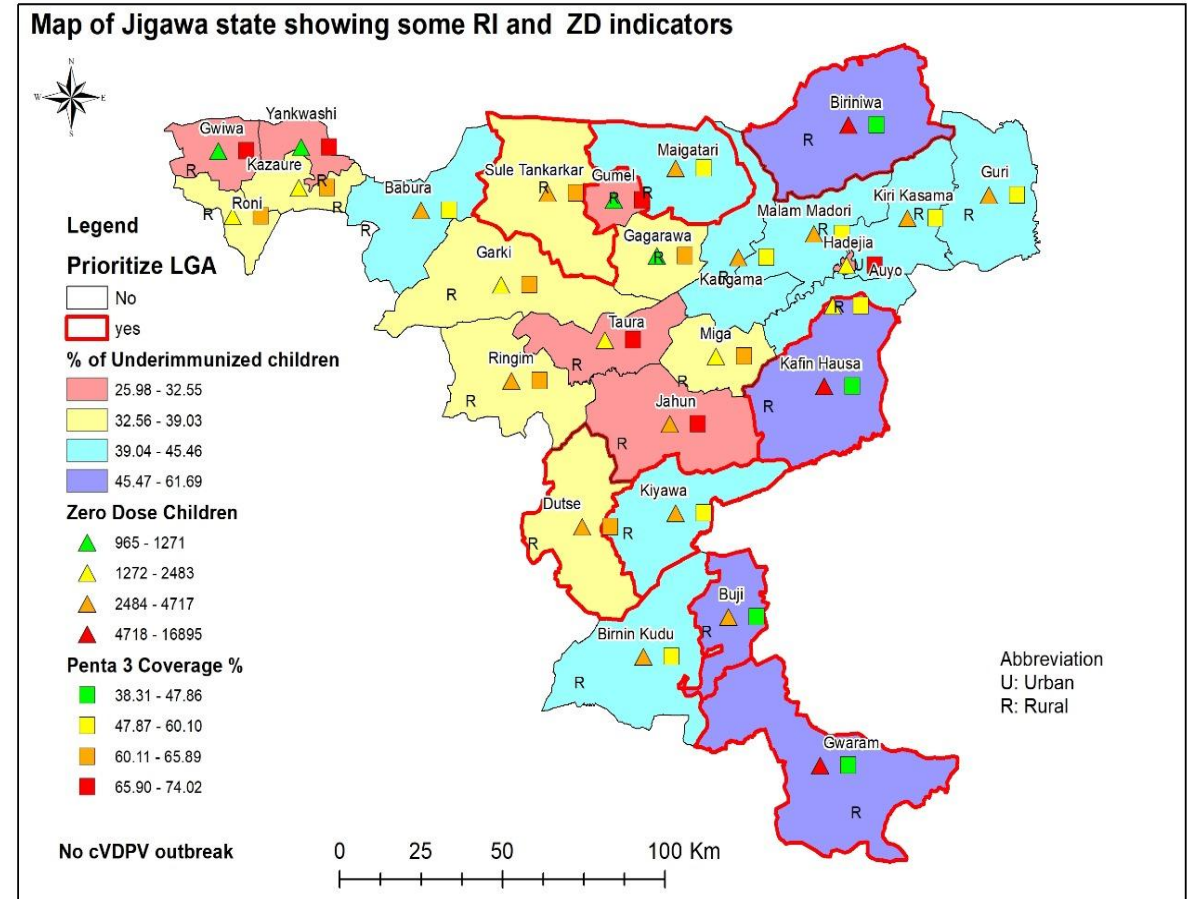 Map of Jigawa state showing some RI and  ZD indicators
N
W
E
S
Gwiwa
Yankwashi
Kazaure
R
R
Roni
R
R
Babura
R
Sule Tankarkar
R
Gumel
R
Maigatari
R
Biriniwa
R
Guri
R
Kiri Kasama
R
Malam Madori
R
Hadejia
U
Auyo
R
Kaugama
R
Gagarawa
R
Garki
R
Taura
R
Miga
R
Ringim
R
Kafin Hausa
R
Jahun
R
Kiyawa
R
Dutse
R
Buji
R
Birnin Kudu
R
Gwaram
R
Legend
Prioritize LGA
No
yes
% of Underimmunized children
25.98 - 32.55
32.56 - 39.03
39.04 - 45.46
45.47 - 61.69
Zero Dose Children
965 - 1271
1272 - 2483
2484 - 4717
4718 - 16895
Penta 3 Coverage %
38.31 - 47.86
47.87 - 60.10
60.11 - 65.89
65.90 - 74.02
Abbreviation
U: Urban
R: Rural
No cVDPV outbreak
0 25 50 100 Km